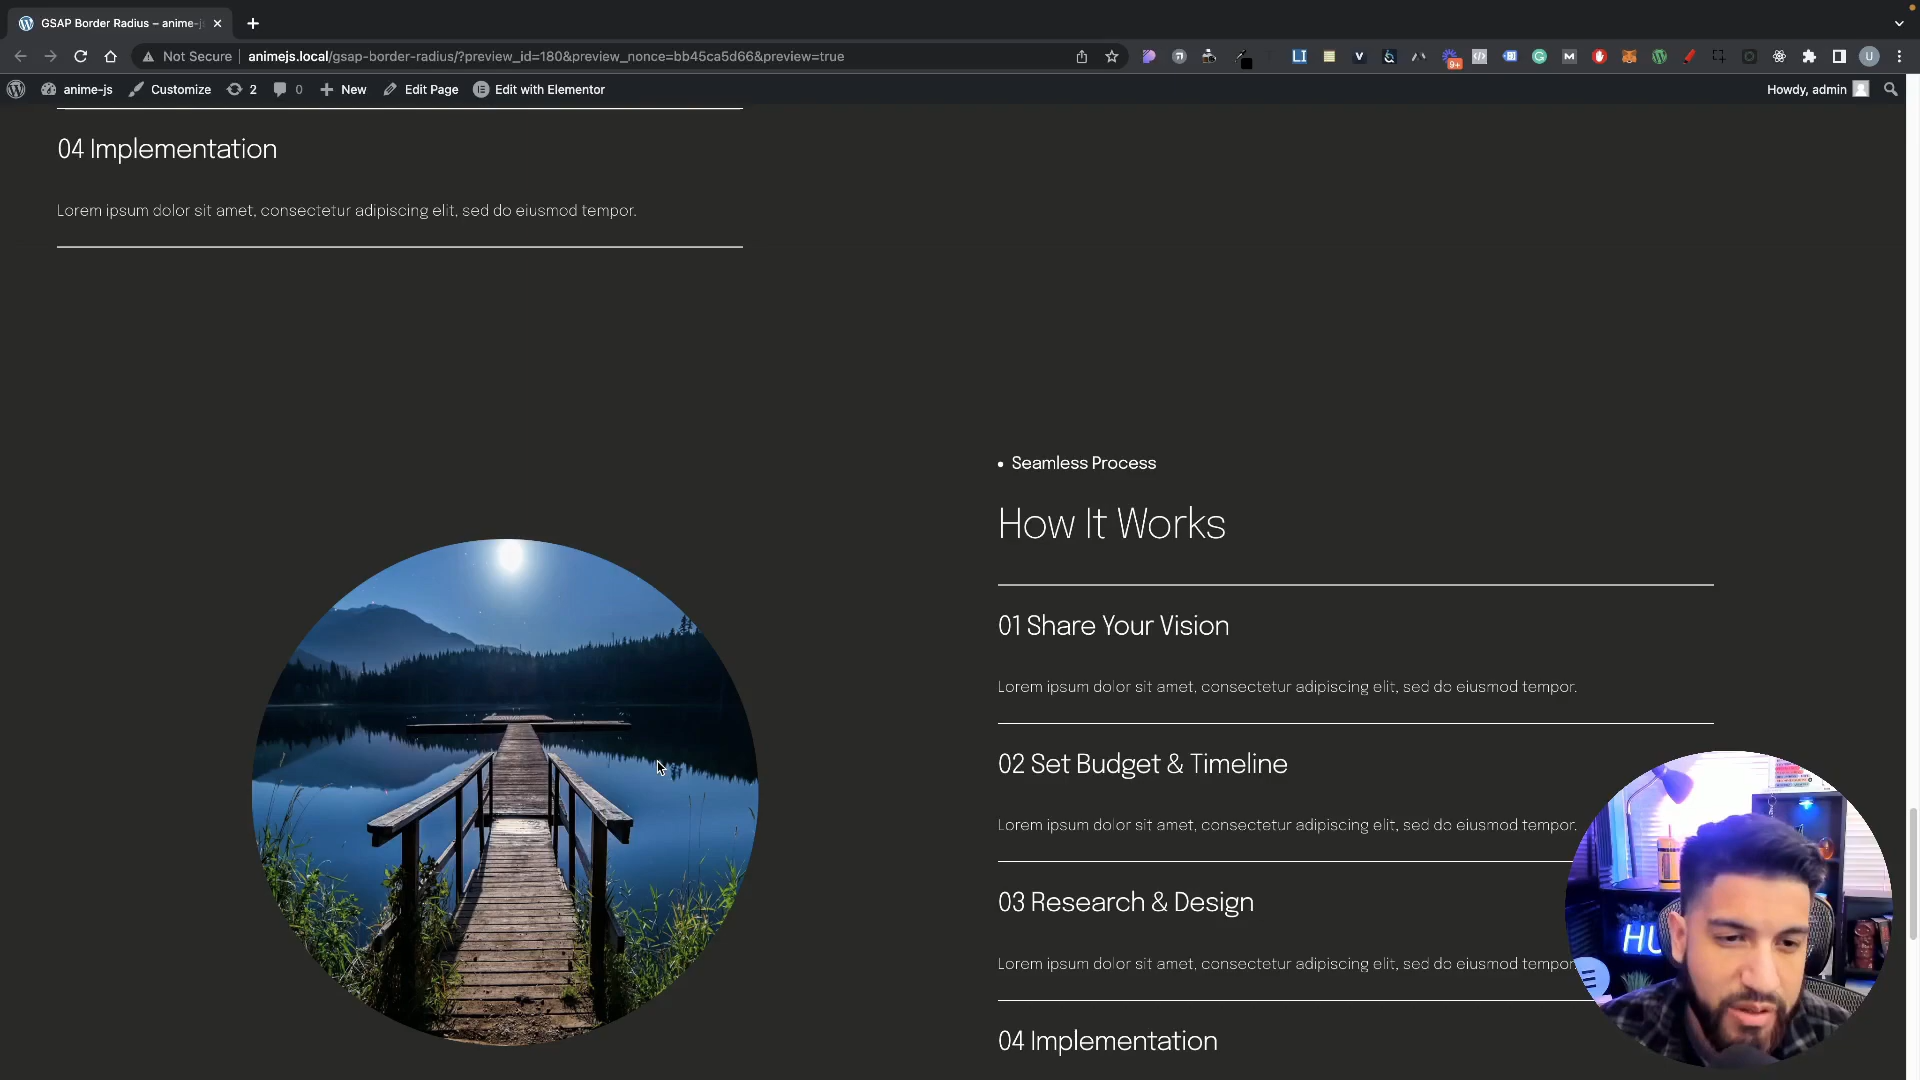 GSAP Border Radius – anime-j
Not Secure
animejs.local/gsap-border-radius/?preview_id=180&preview_nonce=bb45ca5d66&preview=true
9+
U
anime-js
Customize
2
0
New
Edit Page
Edit with Elementor
Howdy, admin
04 Implementation
Lorem ipsum dolor sit amet, consectetur adipiscing elit, sed do eiusmod tempor.
• Seamless Process
How It Works
01 Share Your Vision
Lorem ipsum dolor sit amet, consectetur adipiscing elit, sed do eiusmod tempor.
02 Set Budget & Timeline
Lorem ipsum dolor sit amet, consectetur adipiscing elit, sed do eiusmod tempor.
03 Research & Design
Lorem ipsum dolor sit amet, consectetur adipiscing elit, sed do eiusmod tempor
04 Implementation
HU